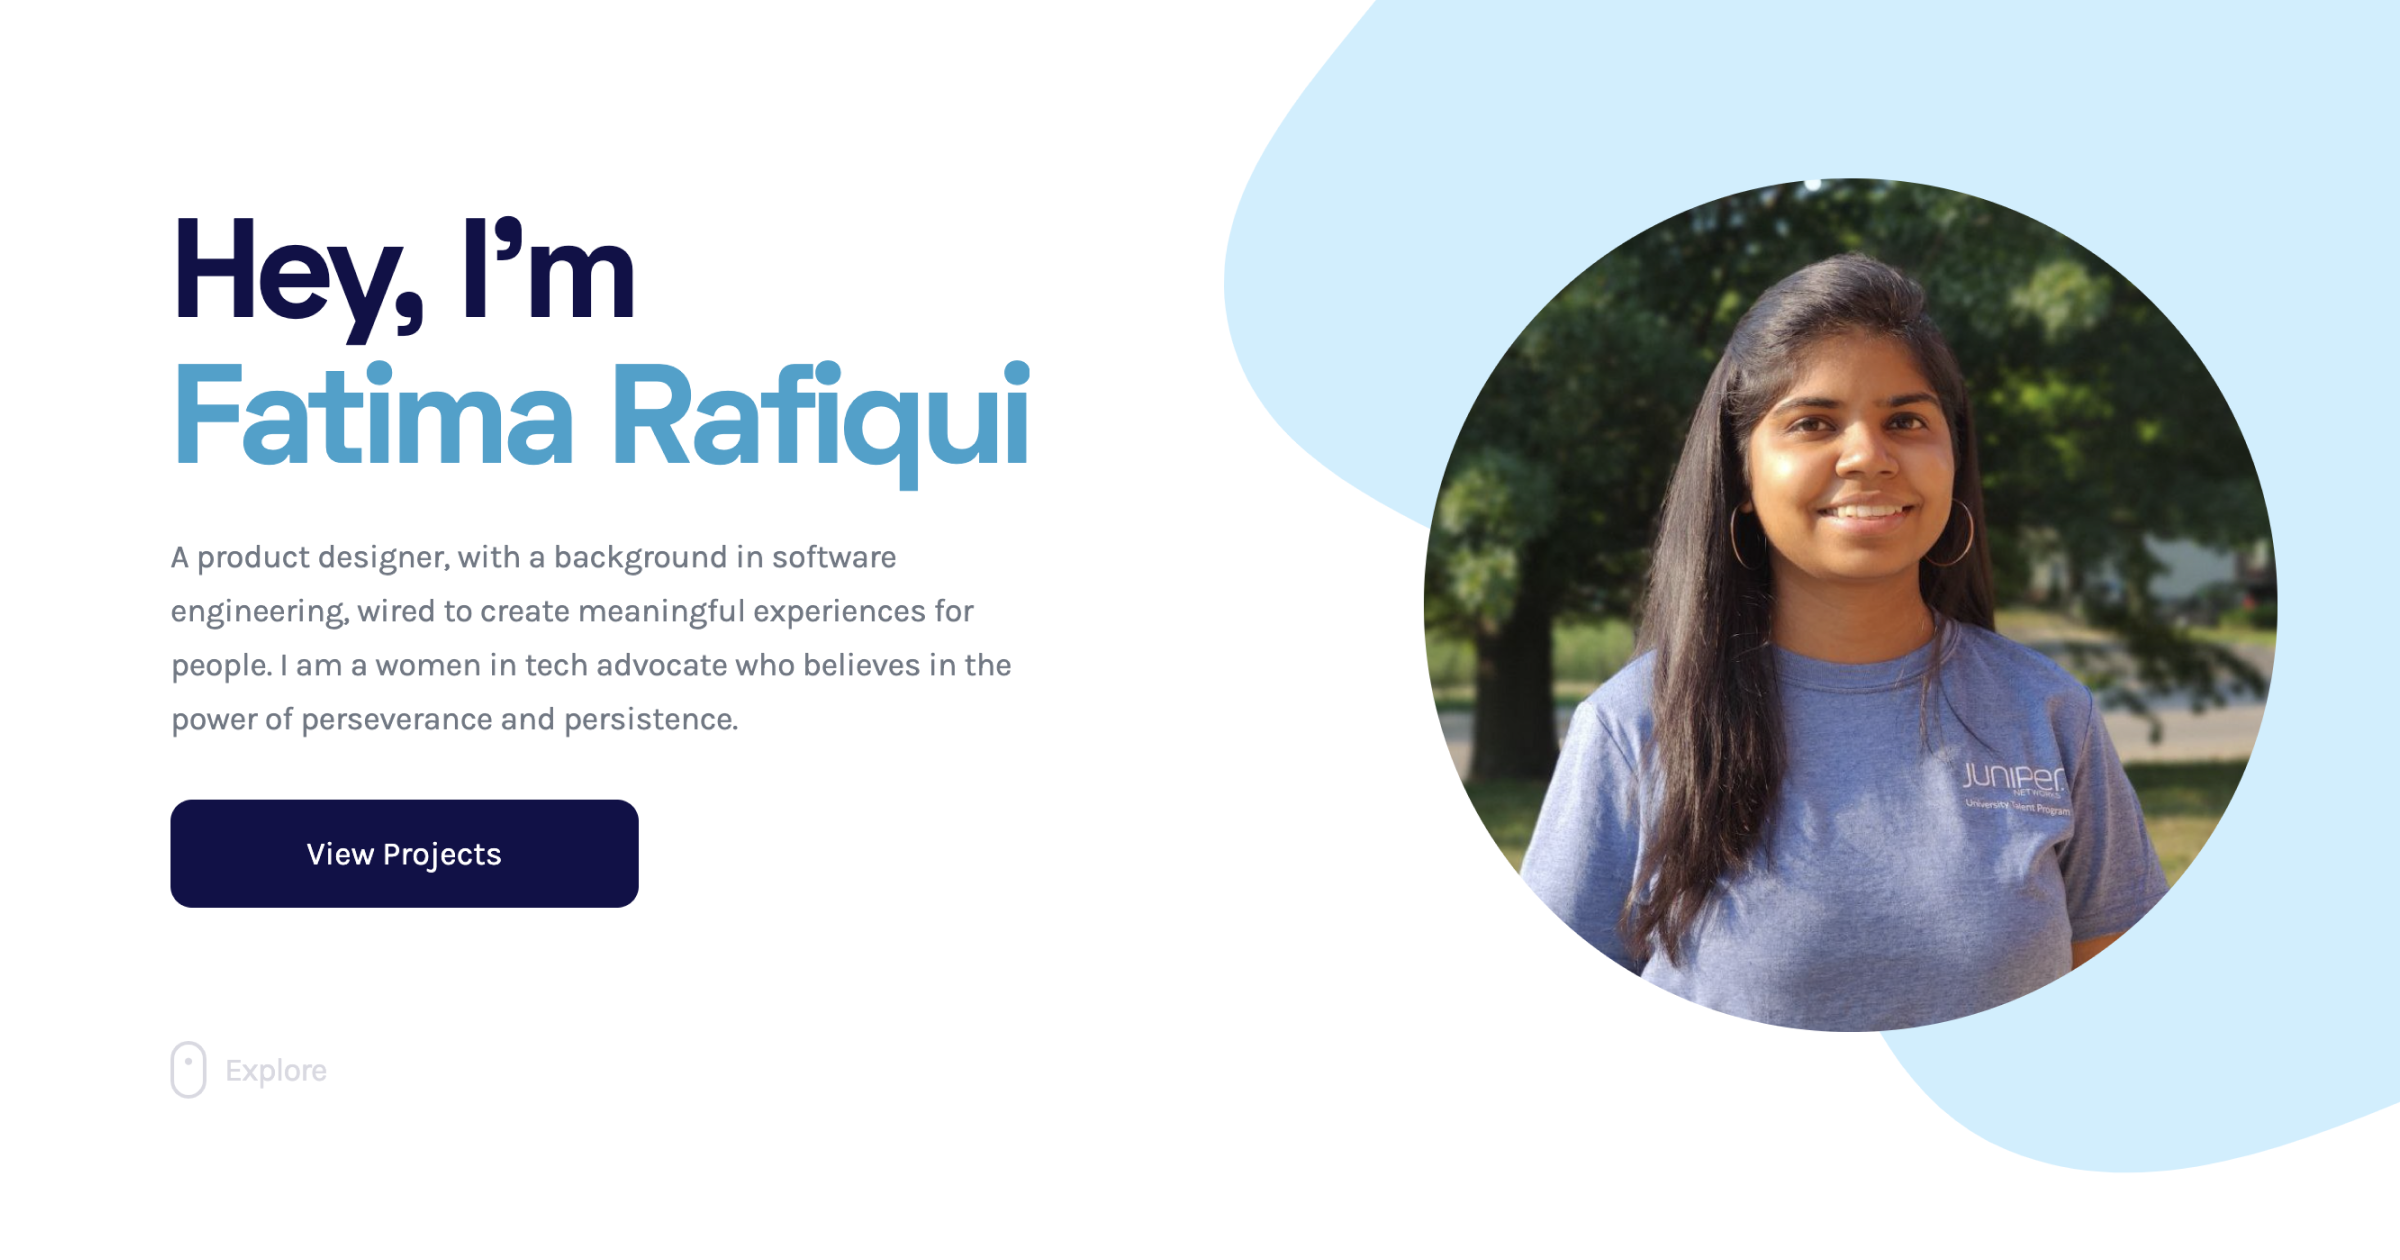 Hey, I’m
Fatima Rafiqui
A product designer, with a background in software
engineering, wired to create meaningful experiences for
people. I am a women in tech advocate who believes in the
power of perseverance and persistence.
View Projects
Explore
JUNIPer
NETWORKS
University Talent Program